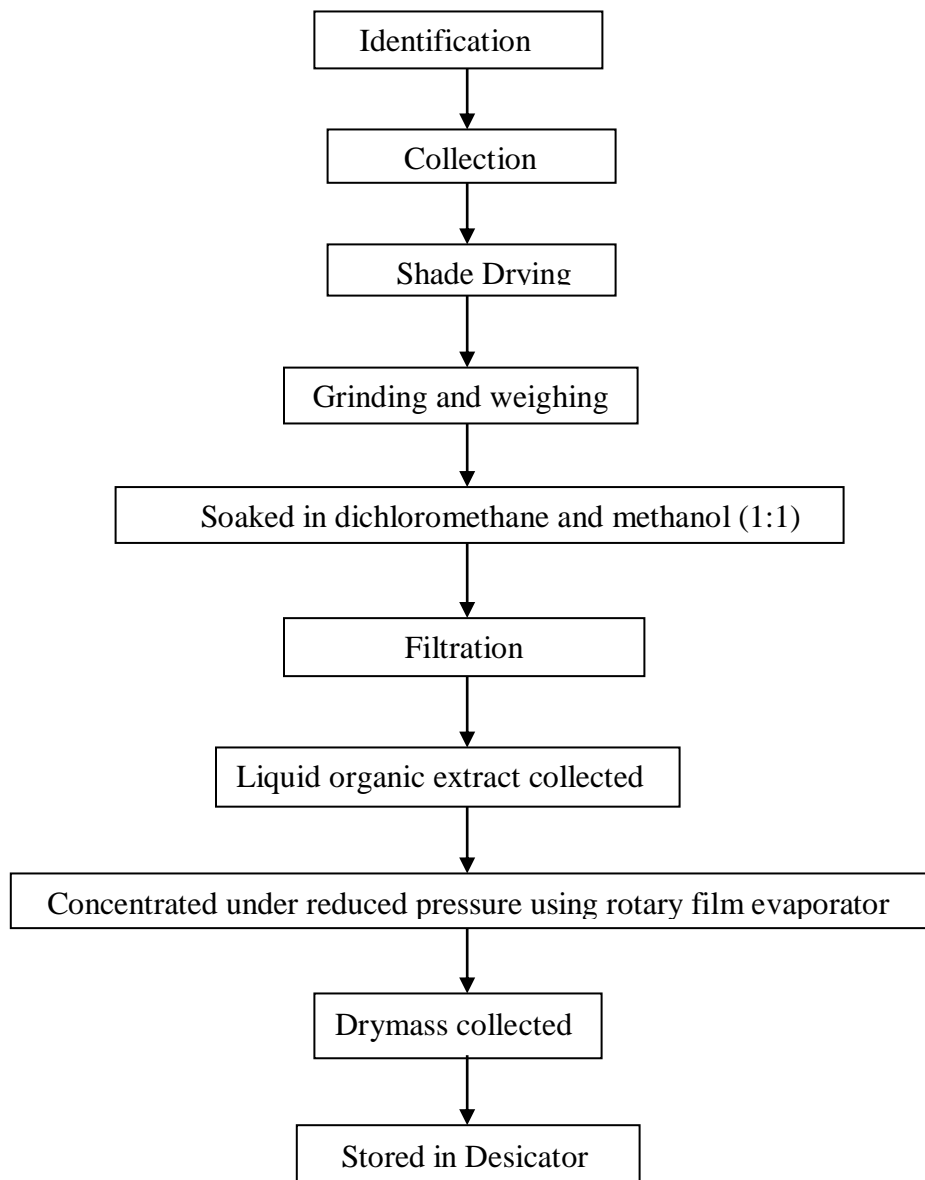 Identification
Collection
Shade Drying
Grinding and weighing
Soaked in dichloromethane and methanol (1:1)
Filtration
Liquid organic extract collected
Concentrated under reduced pressure using rotary film evaporator
Drymass collected
Stored in Desicator